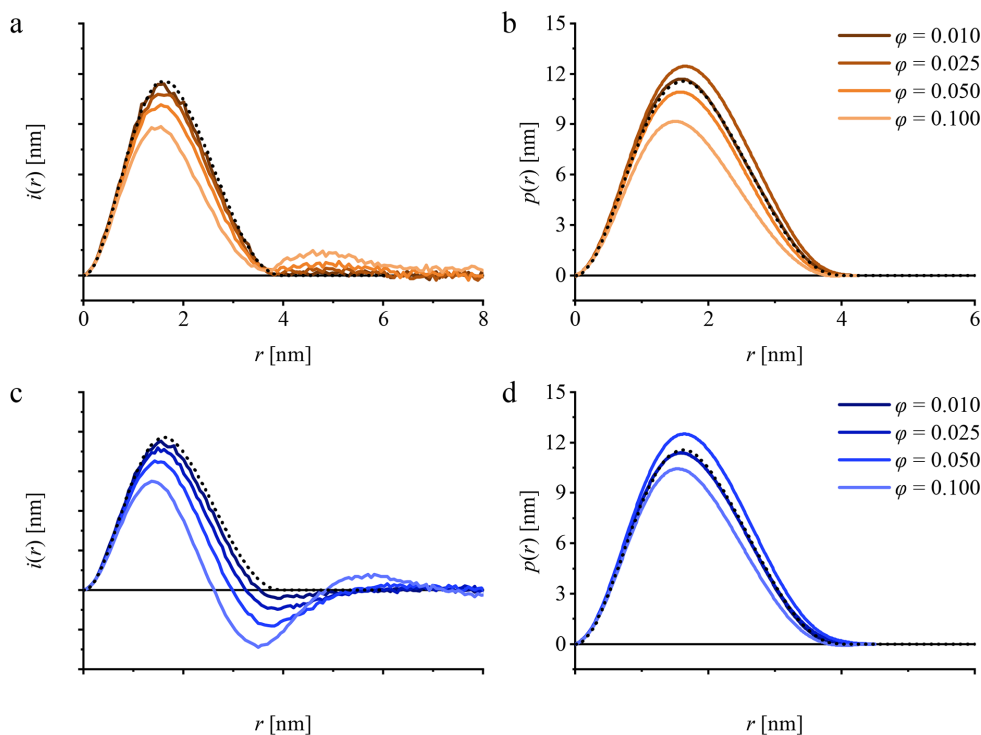 a
i(r) [nm]
0
2
4
6
8
r [nm]
b
15
12
9
6
3
0
p(r) [nm]
0
2
4
6
r [nm]
φ = 0.010
φ = 0.025
φ = 0.050
φ = 0.100
c
i(r) [nm]
r [nm]
d
15
12
9
6
3
0
p(r) [nm]
r [nm]
φ = 0.010
φ = 0.025
φ = 0.050
φ = 0.100